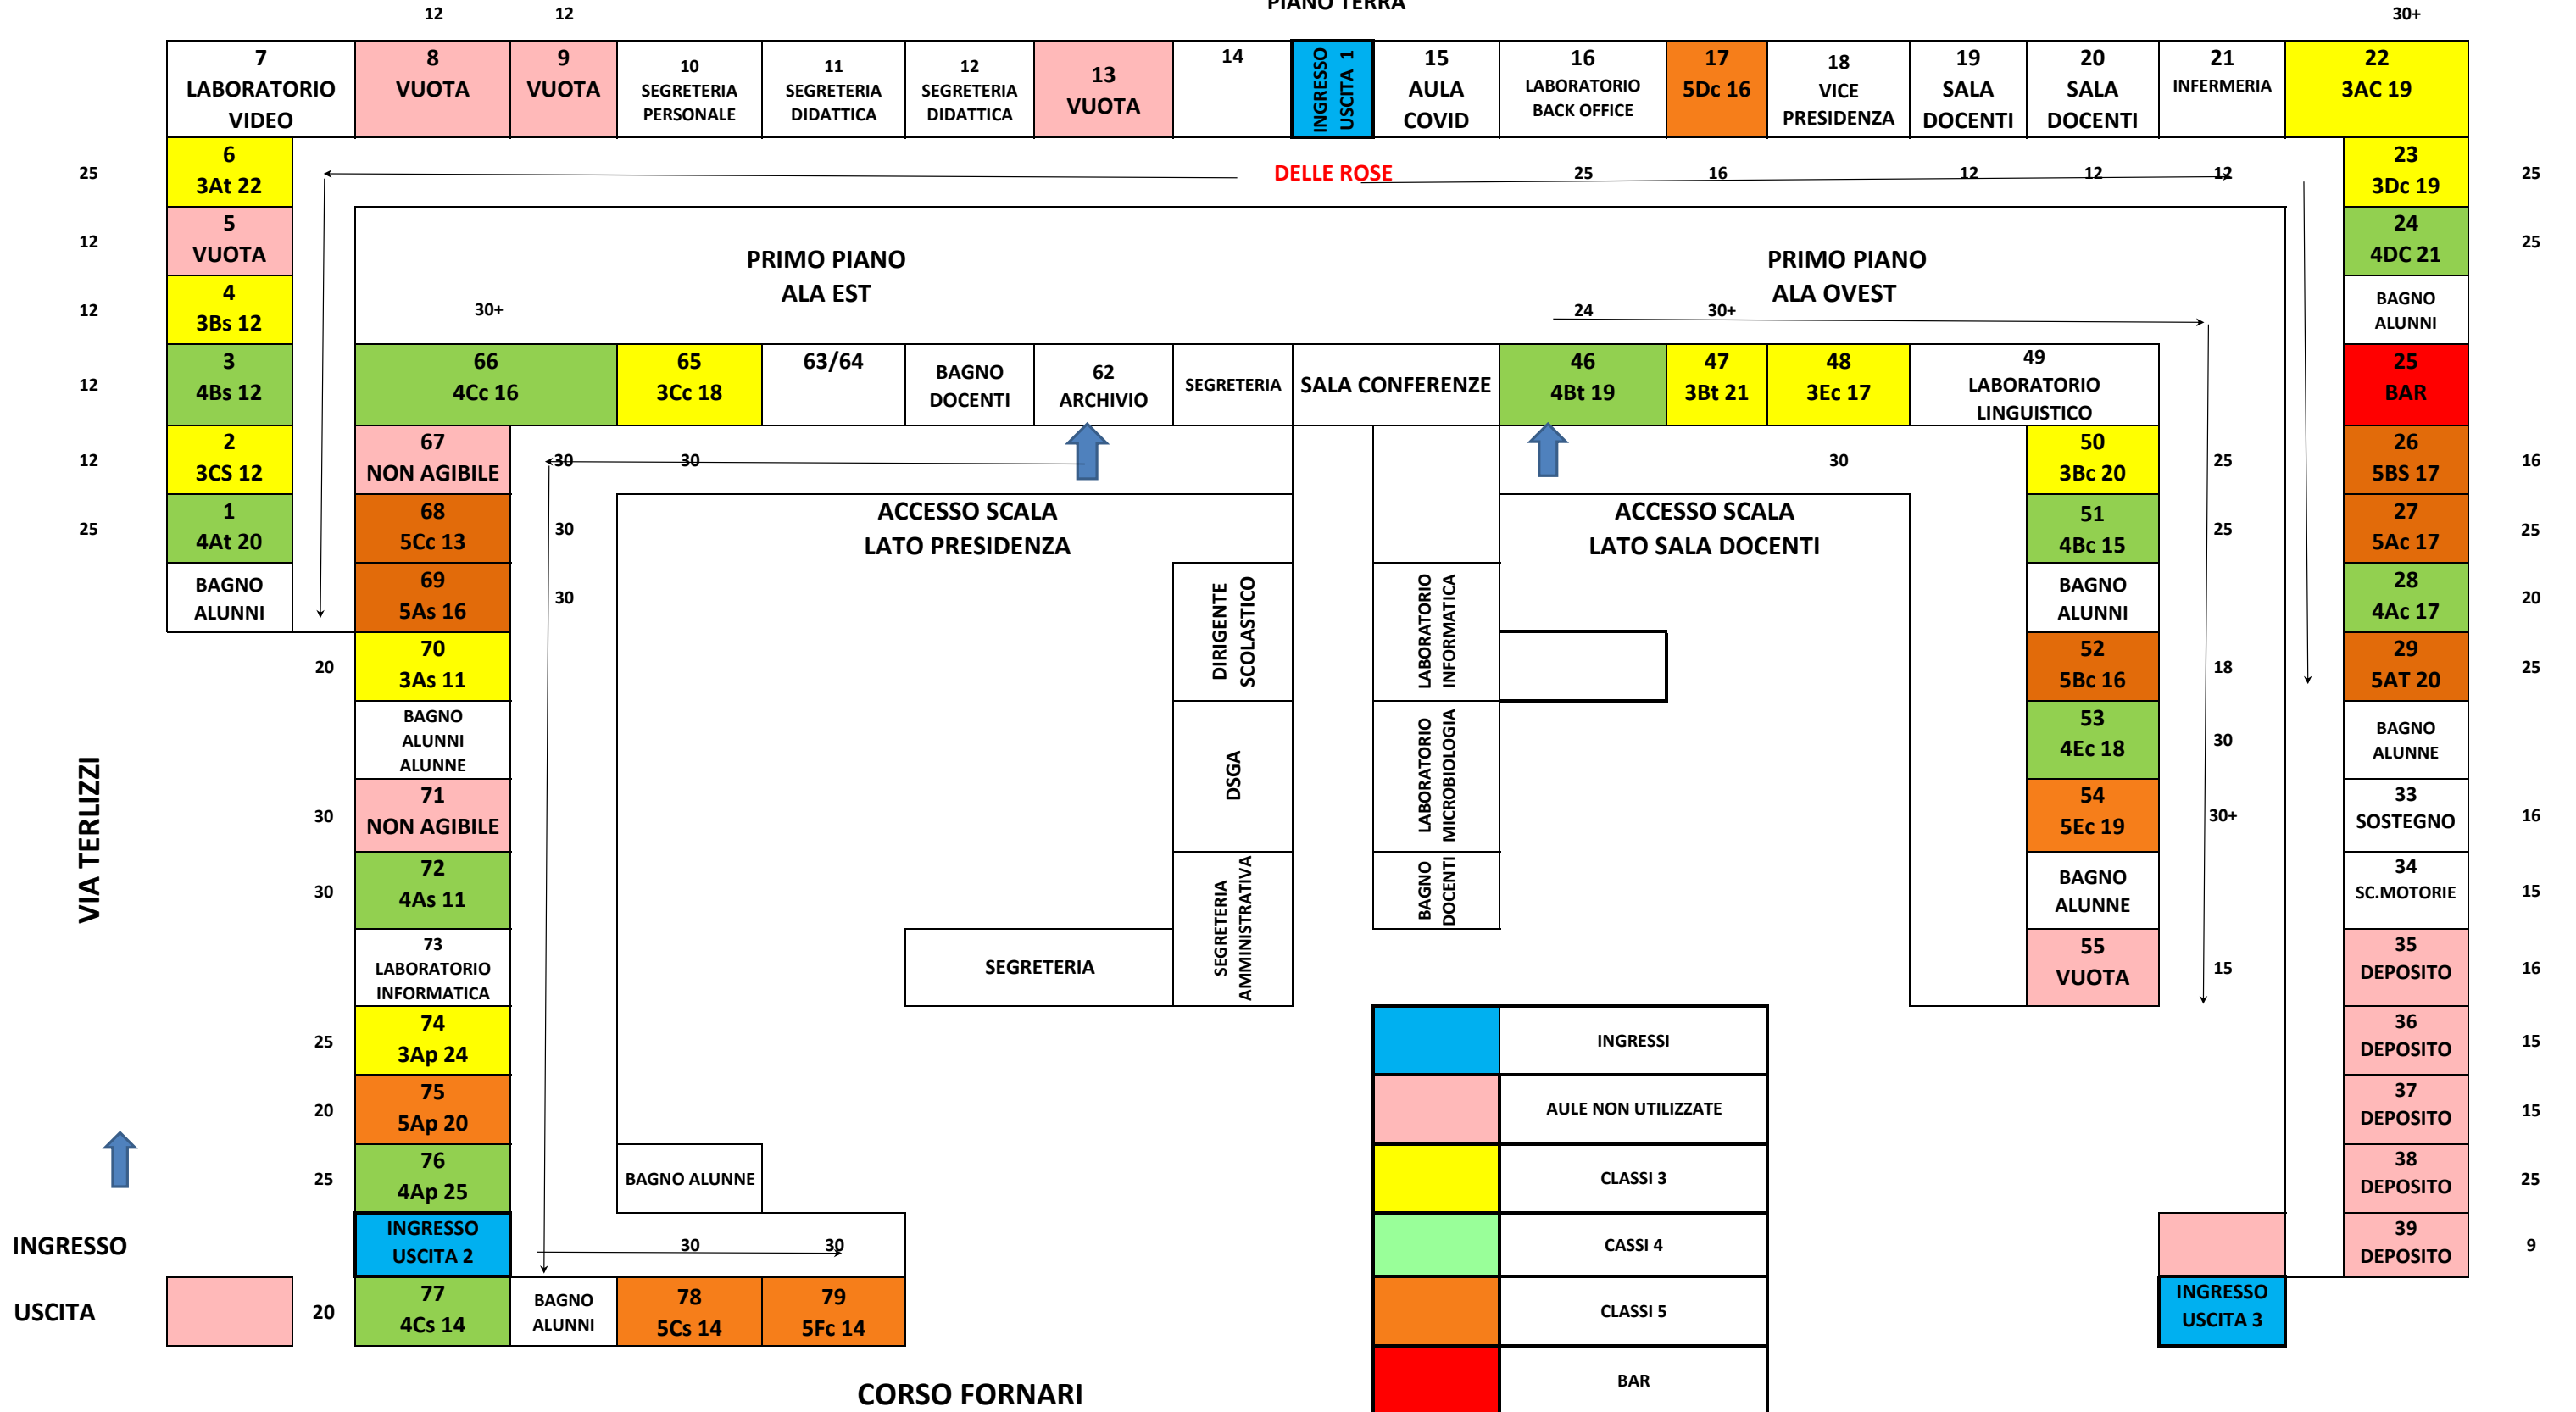 PIANO TERRA
12 12 30+
7 LABORATORIO VIDEO
8 VUOTA
9 VUOTA
10 SEGRETERIA PERSONALE
11 SEGRETERIA DIDATTICA
12 SEGRETERIA DIDATTICA
13 VUOTA
14
INGRESSO USCITA 1
15 AULA COVID
16 LABORATORIO BACK OFFICE
17 5Dc 16
18 VICE PRESIDENZA
19 SALA DOCENTI
20 SALA DOCENTI
21 INFERMERIA
22 3AC 19
25
6 3At 22
DELLE ROSE
25 16 12 12 12
23 3Dc 19
25
12
5 VUOTA
24 4DC 21
25
PRIMO PIANO
ALA EST
PRIMO PIANO
ALA OVEST
12
4 3Bs 12
30+
24 30+
BAGNO ALUNNI
12
3 4Bs 12
66 4Cc 16
65 3Cc 18
63/64
BAGNO DOCENTI
62 ARCHIVIO
SEGRETERIA
SALA CONFERENZE
46 4Bt 19
47 3Bt 21
48 3Ec 17
49 LABORATORIO LINGUISTICO
25 BAR
12
2 3CS 12
67 NON AGIBILE
30 30
30
50 3Bc 20
25
26 5BS 17
16
25
1 4At 20
68 5Cc 13
30
ACCESSO SCALA
LATO PRESIDENZA
ACCESSO SCALA
LATO SALA DOCENTI
51 4Bc 15
25
27 5Ac 17
25
BAGNO ALUNNI
69 5As 16
30
DIRIGENTE SCOLASTICO
LABORATORIO INFORMATICA
BAGNO ALUNNI
28 4Ac 17
20
20
70 3As 11
52 5Bc 16
18
29 5AT 20
25
VIA TERLIZZI
BAGNO ALUNNI ALUNNE
DSGA
LABORATORIO MICROBIOLOGIA
53 4Ec 18
30
BAGNO ALUNNE
30
71 NON AGIBILE
54 5Ec 19
30+
33 SOSTEGNO
16
30
72 4As 11
SEGRETERIA AMMINISTRATIVA
BAGNO DOCENTI
BAGNO ALUNNE
34 SC.MOTORIE
15
73 LABORATORIO INFORMATICA
SEGRETERIA
55 VUOTA
15
35 DEPOSITO
16
25
74 3Ap 24
INGRESSI
36 DEPOSITO
15
20
75 5Ap 20
AULE NON UTILIZZATE
37 DEPOSITO
15
25
76 4Ap 25
BAGNO ALUNNE
CLASSI 3
38 DEPOSITO
25
INGRESSO
INGRESSO USCITA 2
30 30
CASSI 4
39 DEPOSITO
9
USCITA
20
77 4Cs 14
BAGNO ALUNNI
78 5Cs 14
79 5Fc 14
CLASSI 5
INGRESSO USCITA 3
CORSO FORNARI
BAR